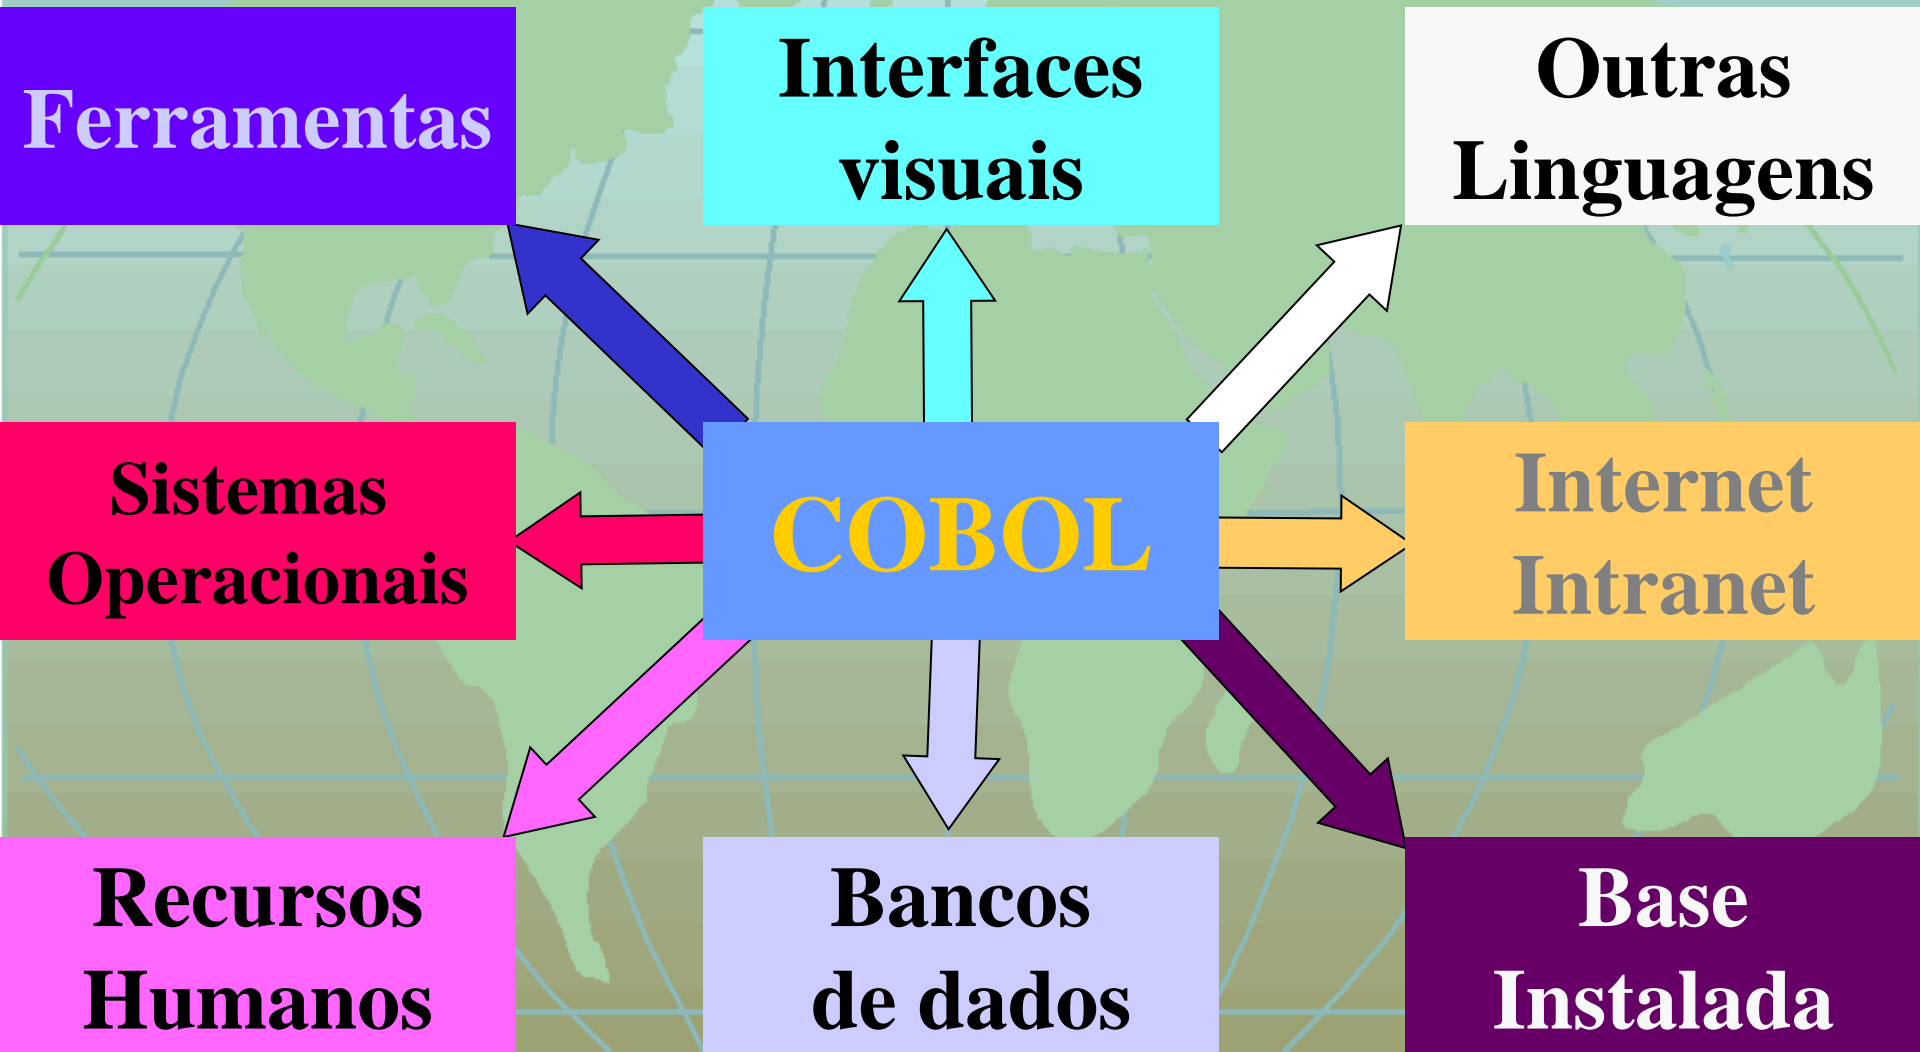 Ferramentas
Interfaces
visuais
Outras
Linguagens
Sistemas
Operacionais
COBOL
Internet
Intranet
Recursos
Humanos
Bancos
de dados
Base
Instalada